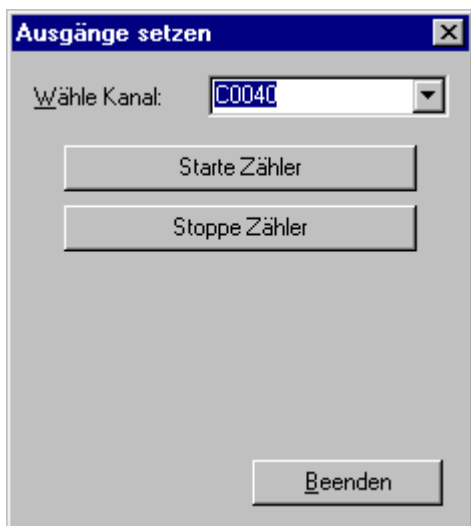 Ausgänge setzen
Wähle Kanal: C0040
Starte Zähler
Stoppe Zähler
Beenden